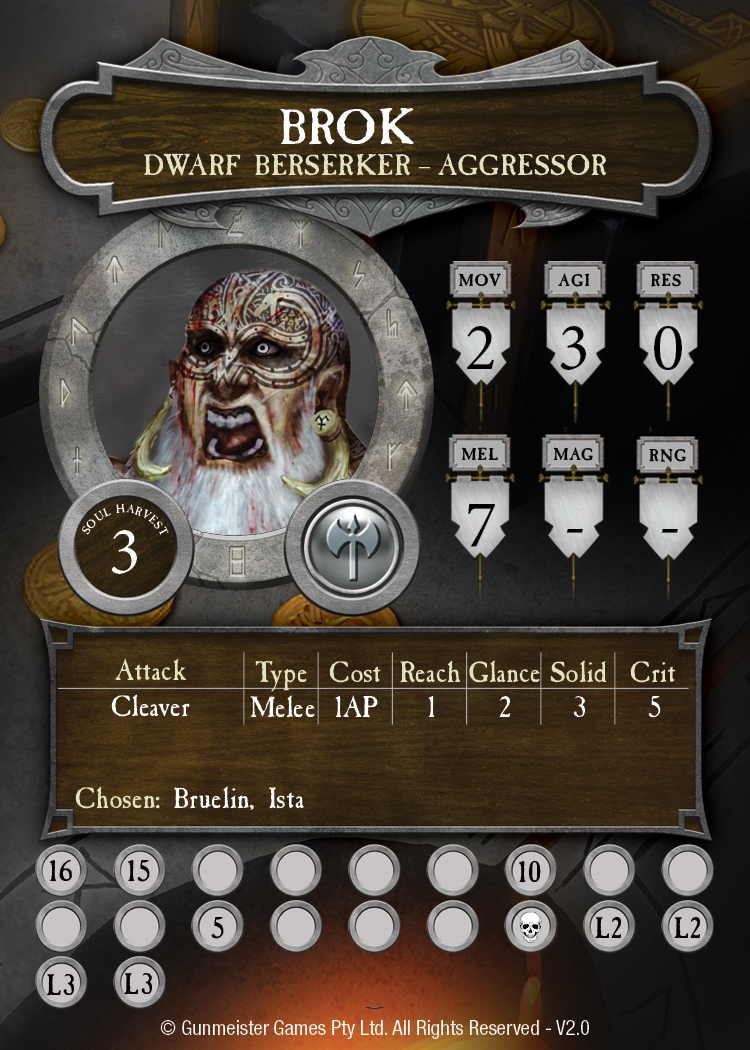 BROK
DWARF BERSERKER – AGGRESSOR
MOV AGI RES
2 3 0
MEL MAG RNG
7 - -
SOUL HARVEST
3
Attack Type Cost Reach Glance Solid Crit
Cleaver Melee 1AP 1 2 3 5
Chosen: Bruelin, Ista
16 15 10
5 L2 L2
L3 L3
© Gunmeister Games Pty Ltd. All Rights Reserved - V2.0